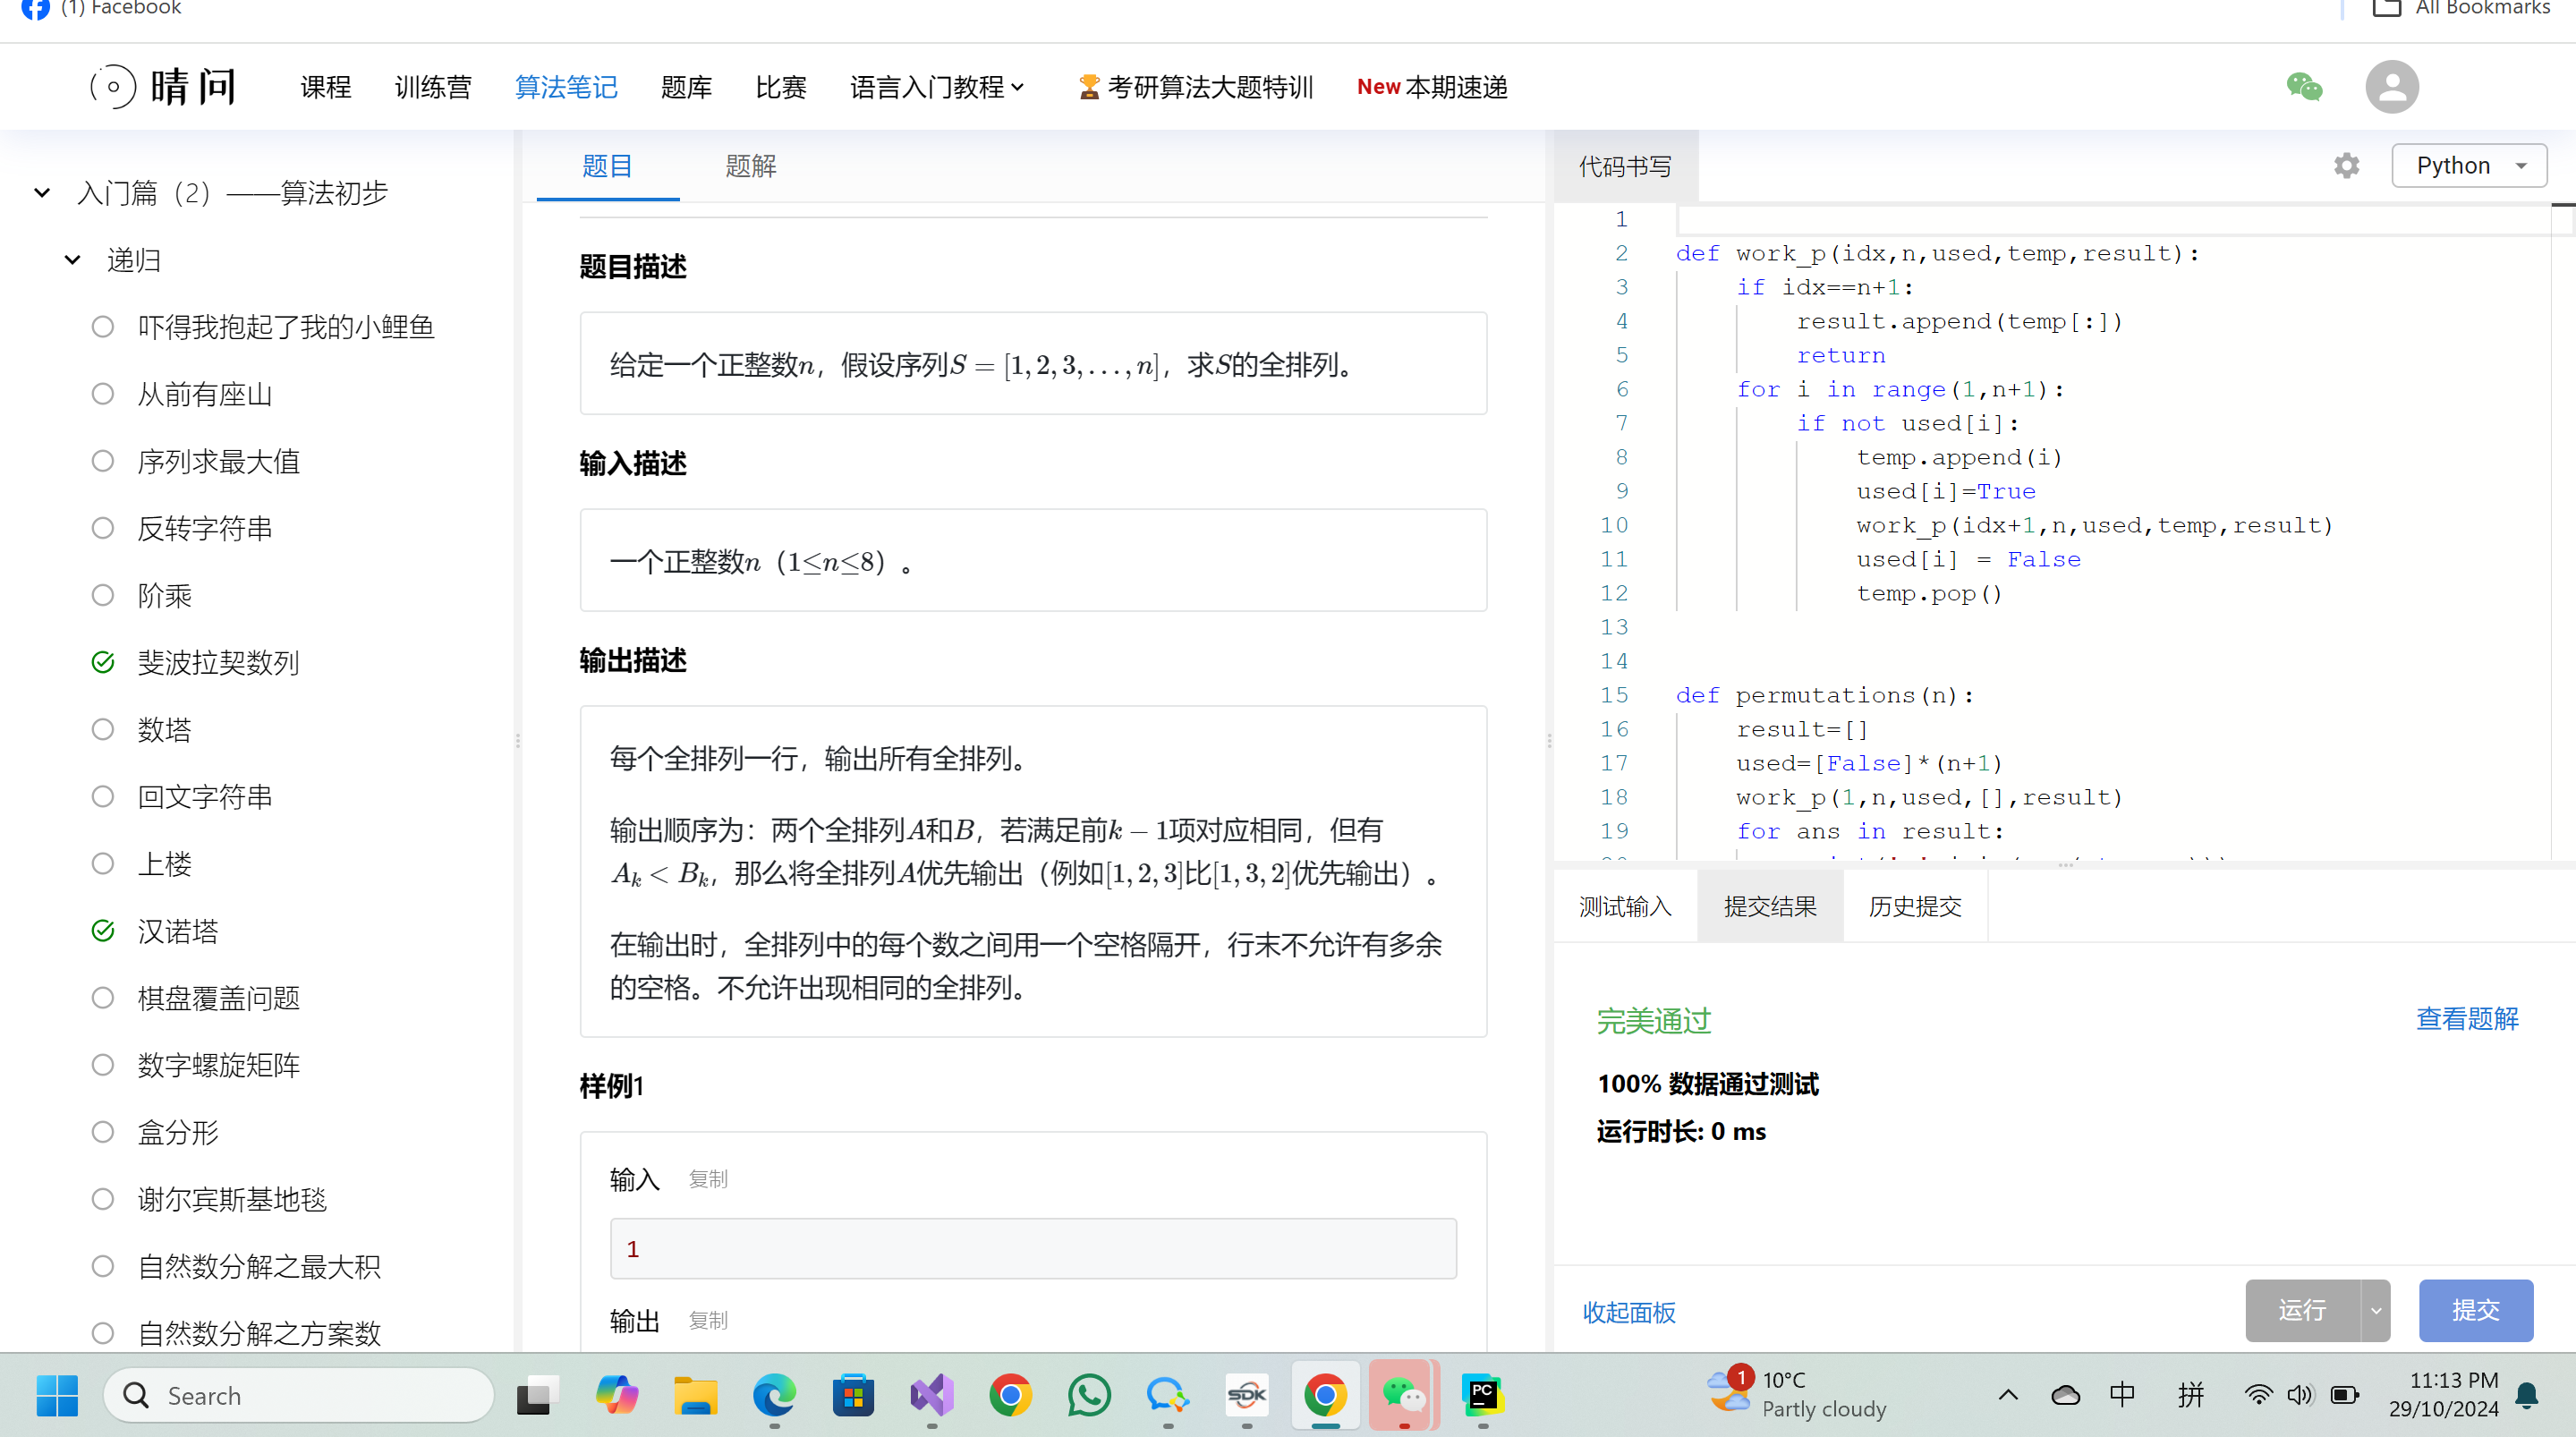 (1) Facebook
All Bookmarks
晴问
课程 训练营 算法笔记 题库 比赛 语言入门教程 考研算法大题特训 New 本期速递
入门篇（2）——算法初步
递归
吓得我抱起了我的小鲤鱼
从前有座山
序列求最大值
反转字符串
阶乘
斐波拉契数列
数塔
回文字符串
上楼
汉诺塔
棋盘覆盖问题
数字螺旋矩阵
盒分形
谢尔宾斯基地毯
自然数分解之最大积
自然数分解之方案数
题目 题解
题目描述
给定一个正整数n，假设序列S = [1, 2, 3, . . . , n]，求S的全排列。
输入描述
一个正整数n（1≤n≤8）。
输出描述
每个全排列一行，输出所有全排列。
输出顺序为：两个全排列A和B，若满足前k − 1项对应相同，但有
Ak < Bk，那么将全排列A优先输出（例如[1, 2, 3]比[1, 3, 2]优先输出）。
在输出时，全排列中的每个数之间用一个空格隔开，行末不允许有多余
的空格。不允许出现相同的全排列。
样例1
输入 复制
1
输出 复制
代码书写
Python
1
2 def work_p(idx,n,used,temp,result):
3 if idx==n+1:
4 result.append(temp[:])
5 return
6 for i in range(1,n+1):
7 if not used[i]:
8 temp.append(i)
9 used[i]=True
10 work_p(idx+1,n,used,temp,result)
11 used[i] = False
12 temp.pop()
13
14
15 def permutations(n):
16 result=[]
17 used=[False]*(n+1)
18 work_p(1,n,used,[],result)
19 for ans in result:
测试输入 提交结果 历史提交
完美通过 查看题解
100% 数据通过测试
运行时长: 0 ms
收起面板 运行 提交
Search
SDK
PC
1
10°C
Partly cloudy
中 拼
11:13 PM
29/10/2024